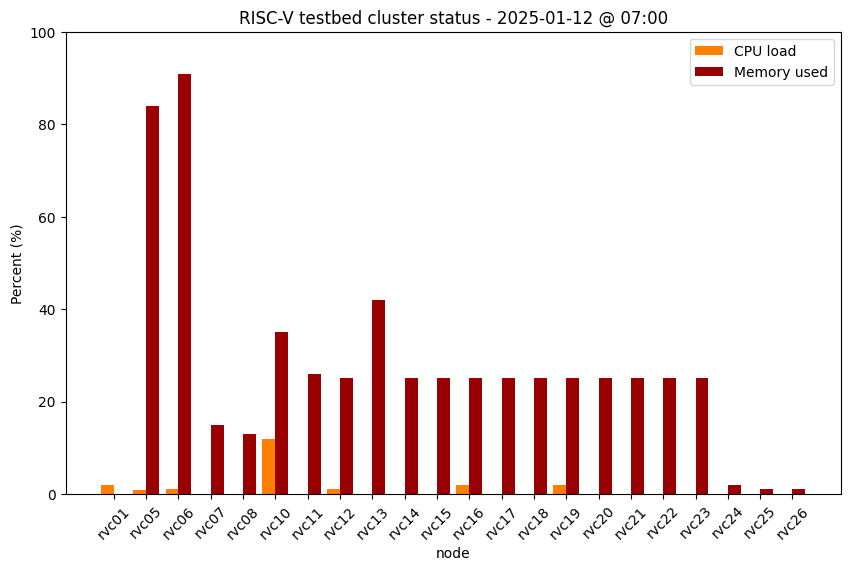 RISC-V testbed cluster status - 2025-01-12 @ 07:00
CPU load
Memory used
Percent (%)
100
80
60
40
20
0
rvc01 rvc05 rvc06 rvc07 rvc08 rvc10 rvc11 rvc12 rvc13 rvc14 rvc15 rvc16 rvc17 rvc18 rvc19 rvc20 rvc21 rvc22 rvc23 rvc24 rvc25 rvc26
node